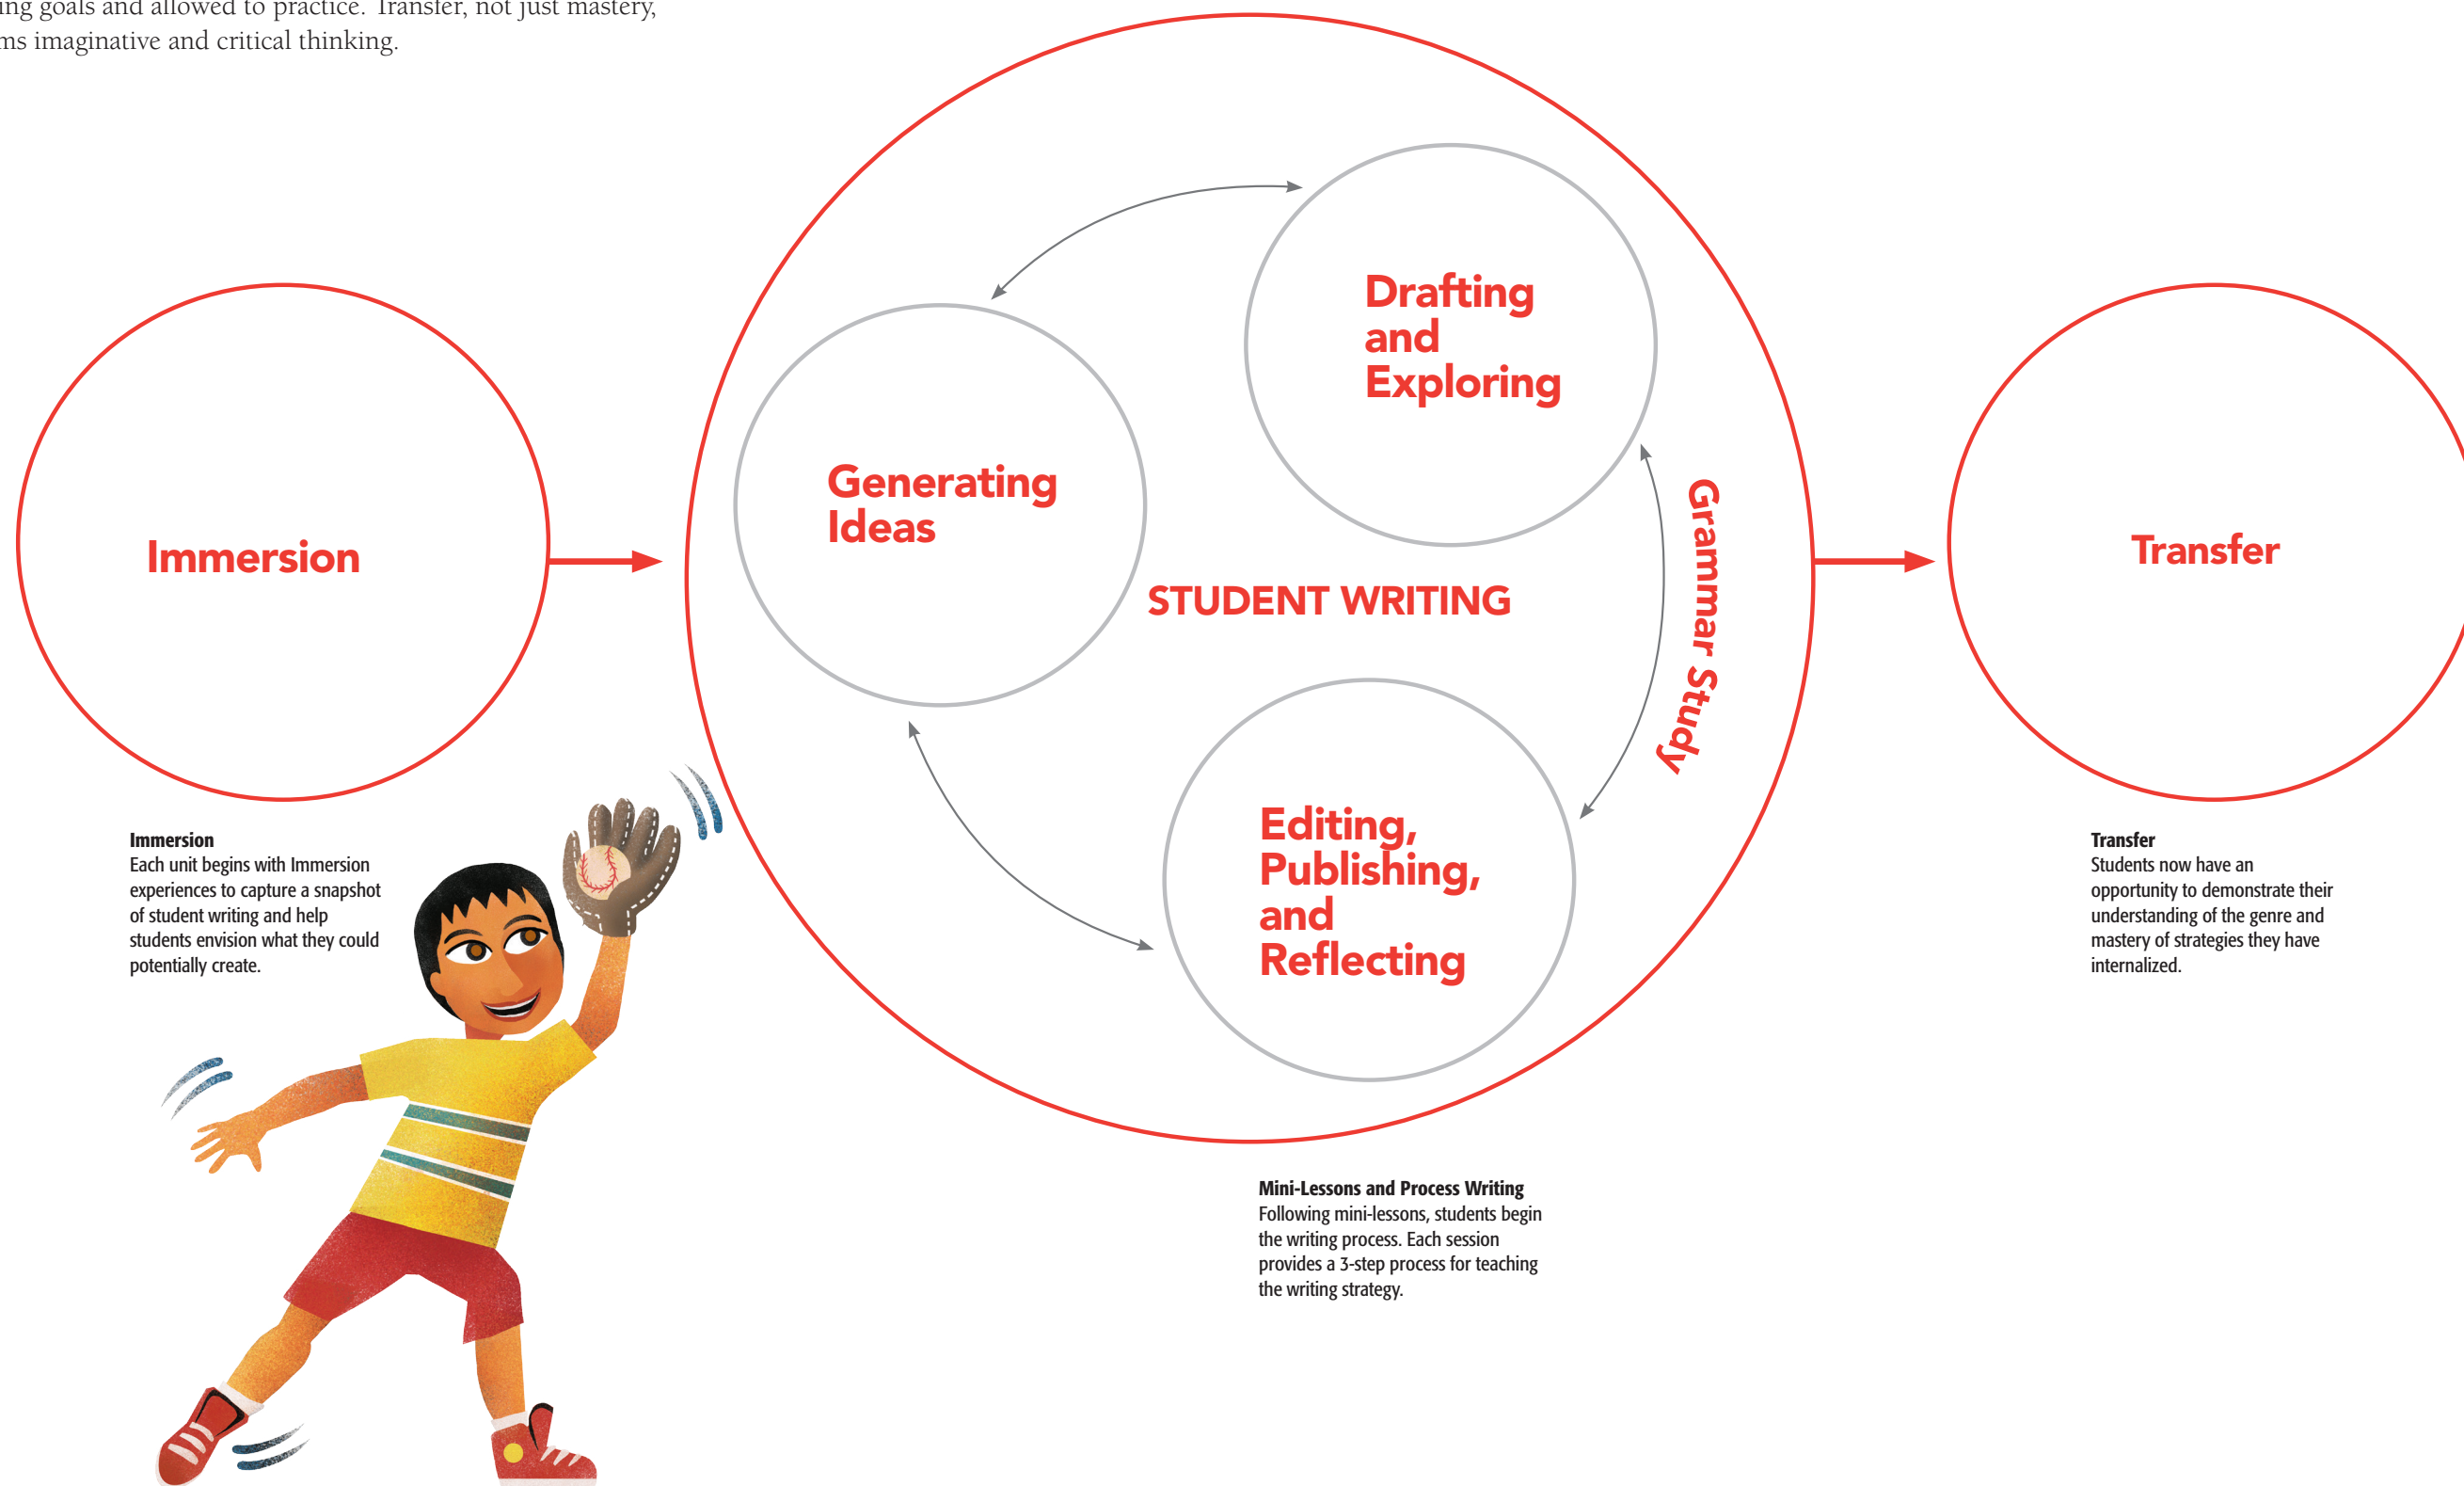 ing goals and allowed to practice. Transfer, not just mastery,
ms imaginative and critical thinking.
Immersion
Generating
Ideas
Drafting
and
Exploring
STUDENT WRITING
Grammar Study
Editing,
Publishing,
and
Reflecting
Transfer
Immersion
Each unit begins with Immersion
experiences to capture a snapshot
of student writing and help
students envision what they could
potentially create.
Mini-Lessons and Process Writing
Following mini-lessons, students begin
the writing process. Each session
provides a 3-step process for teaching
the writing strategy.
Transfer
Students now have an
opportunity to demonstrate their
understanding of the genre and
mastery of strategies they have
internalized.